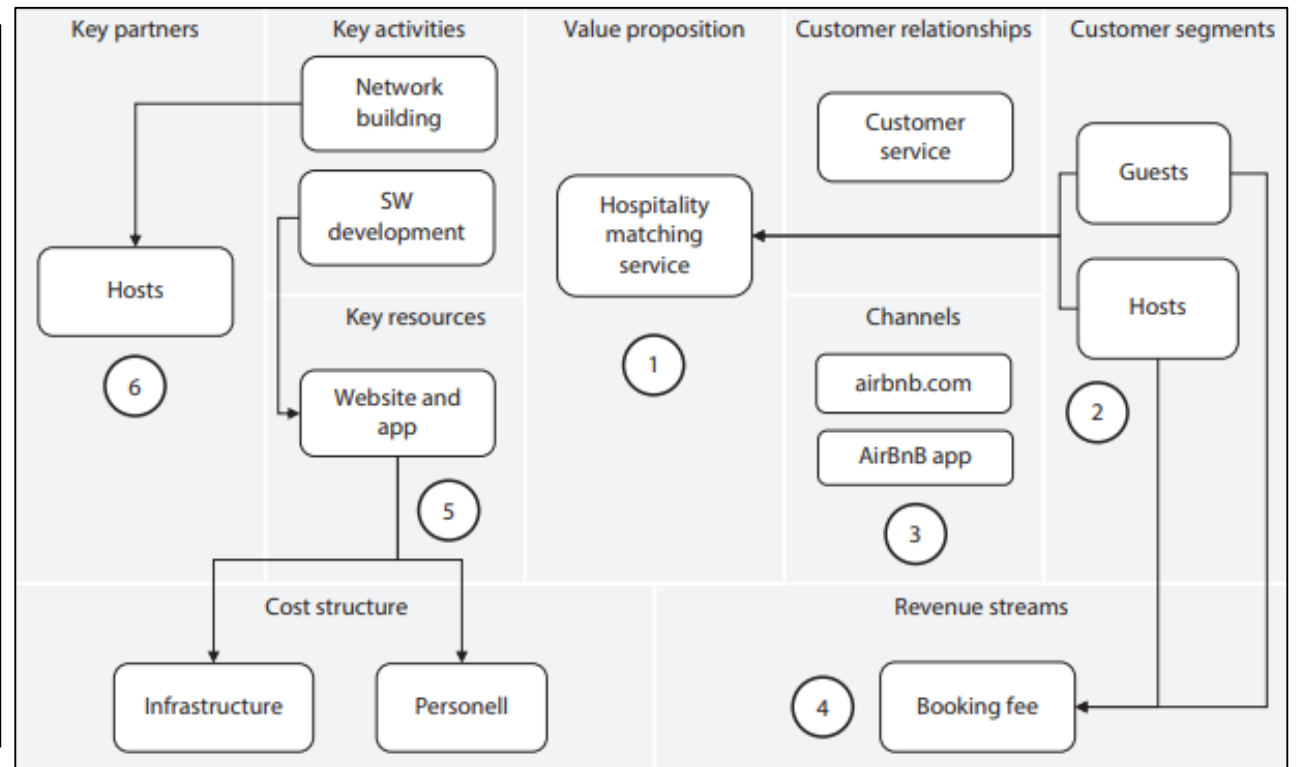 Key partners
Key activities
Value proposition
Customer relationships
Customer segments
Network
building
SW
development
Hosts
6
Key resources
Website and
app
5
Hospitality
matching
service
1
Customer
service
Channels
airbnb.com
AirBnB app
3
Guests
Hosts
2
Cost structure
Infrastructure
Personell
Revenue streams
4
Booking fee